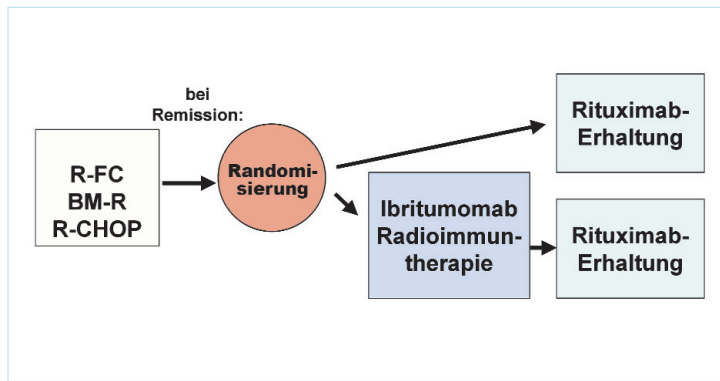 bei
Remission:
R-FC
BM-R
R-CHOP
Randomi-
sierung
Rituximab-
Erhaltung
Ibritumomab
Radioimmun-
therapie
Rituximab-
Erhaltung